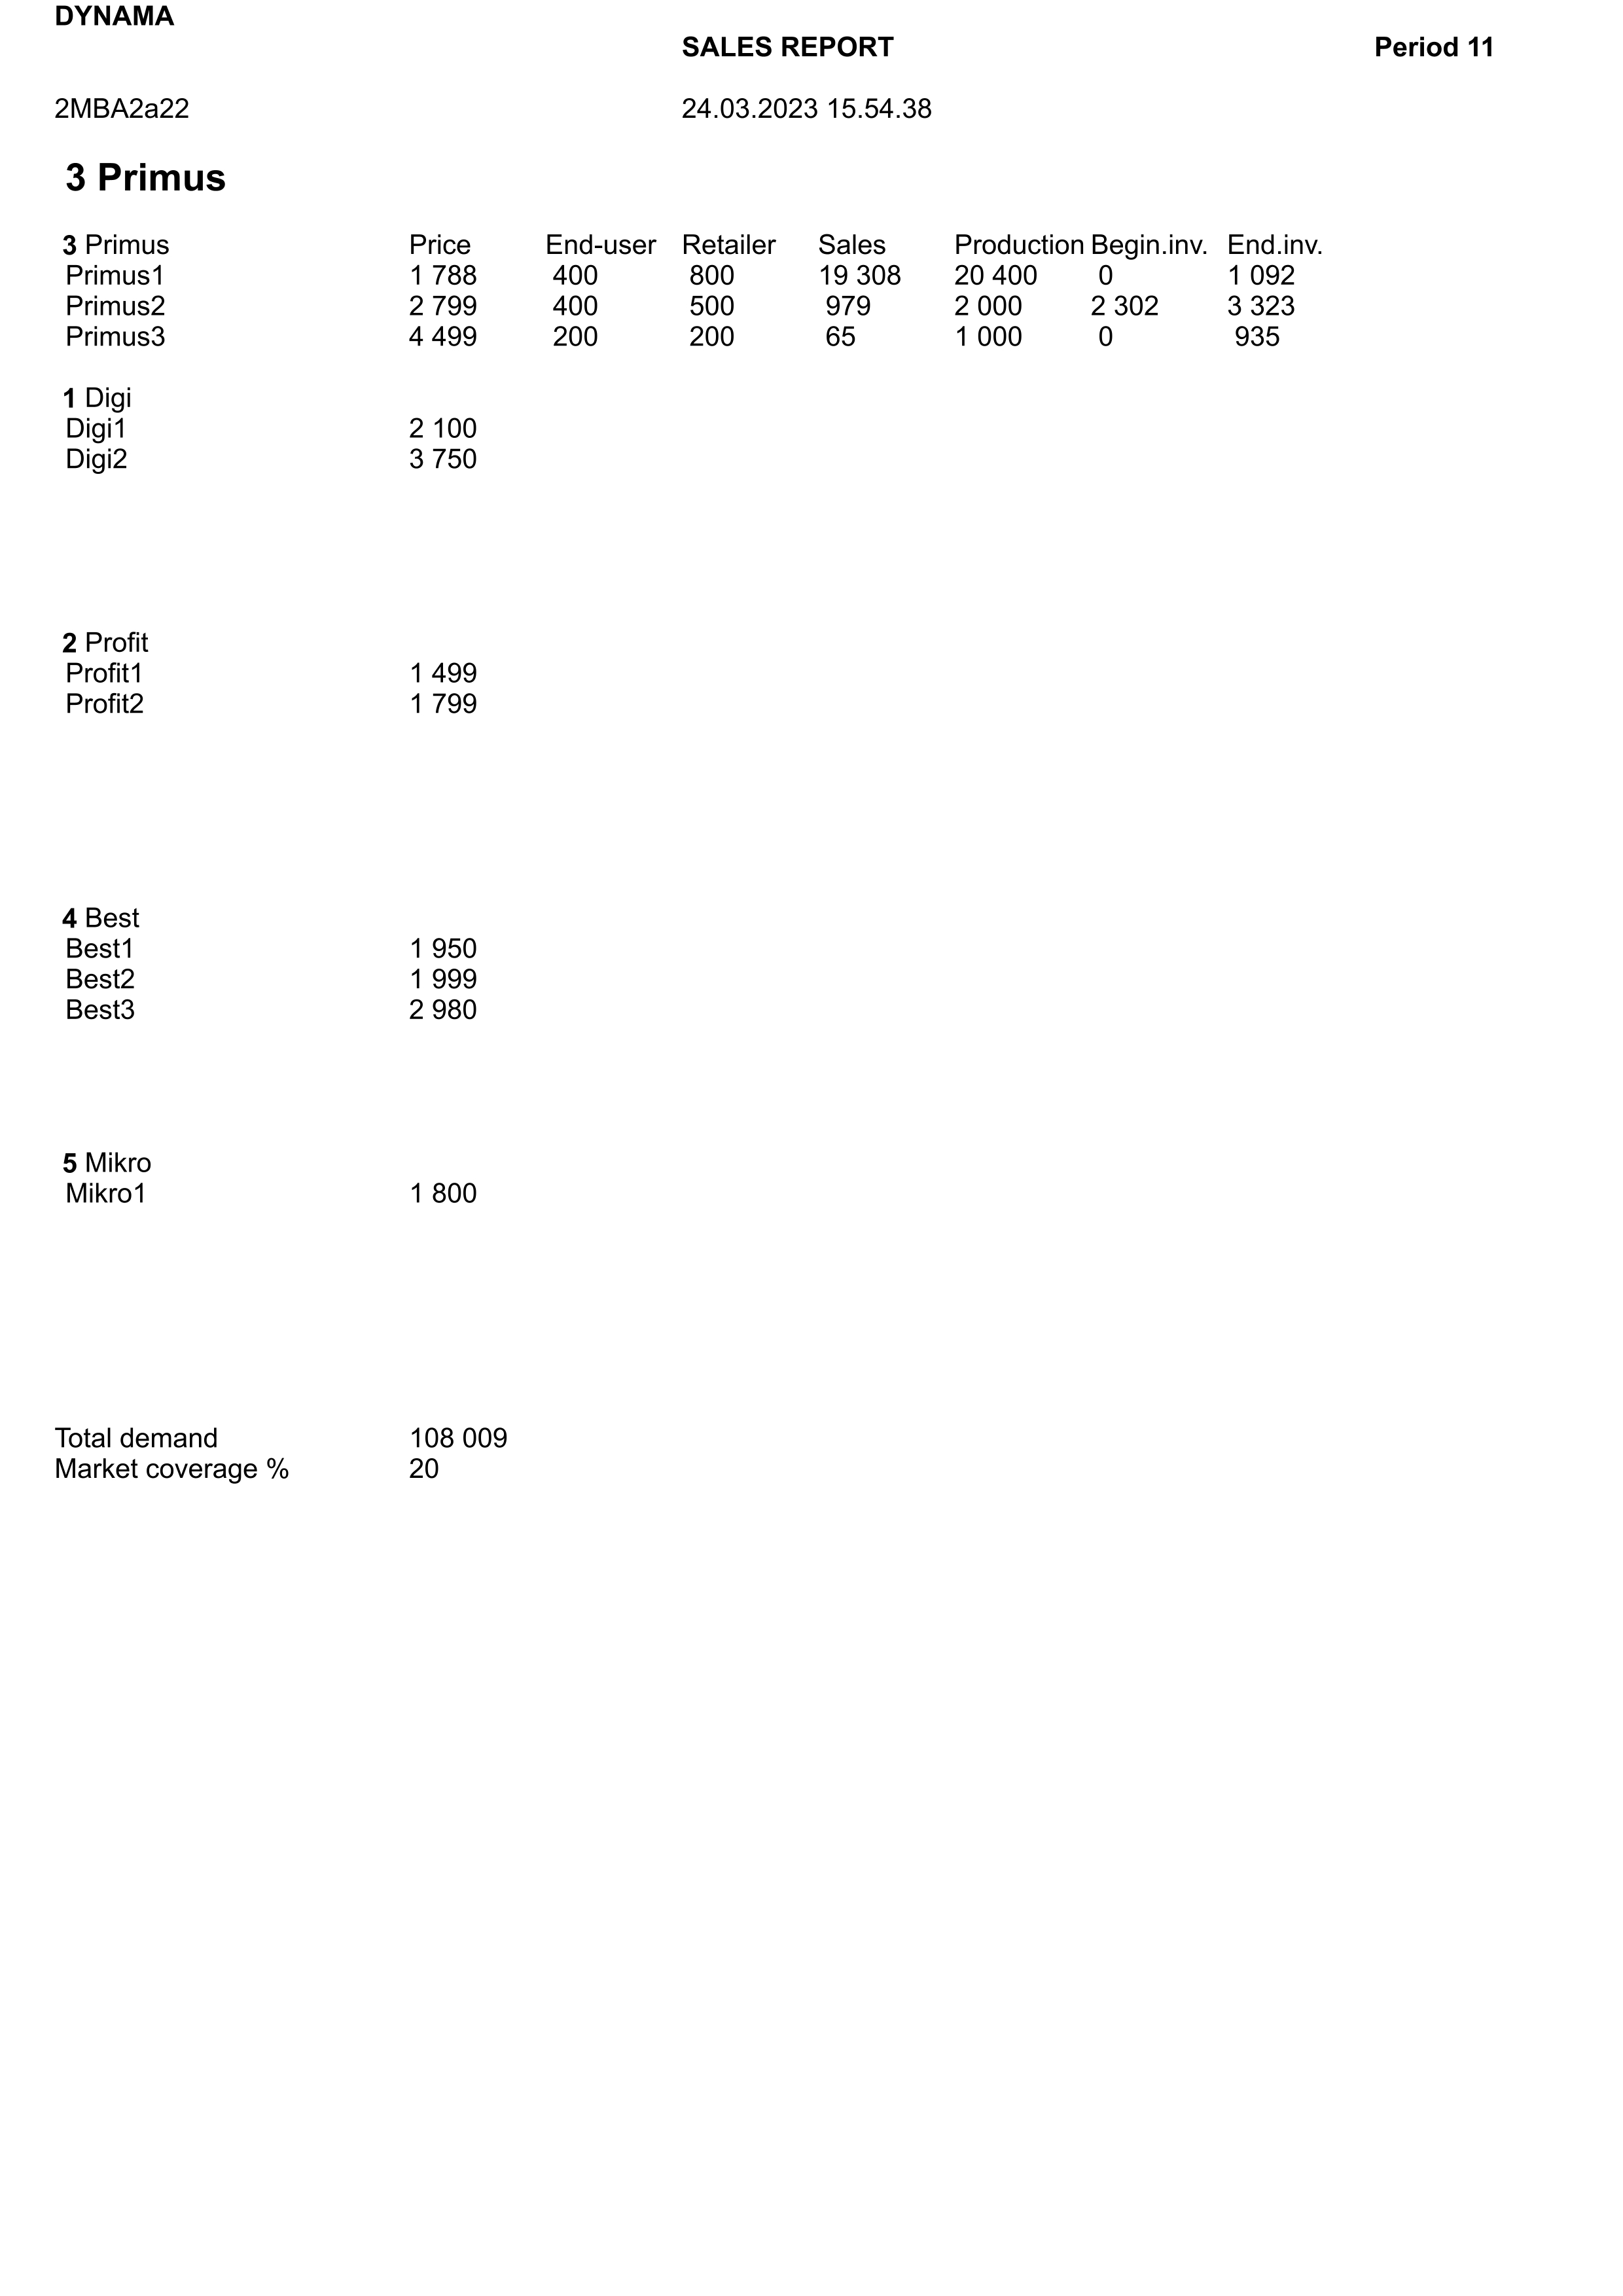 DYNAMA
SALES REPORT Period 11
2MBA2a22 24.03.2023 15.54.38
3 Primus
3 Primus Price End-user Retailer Sales Production Begin.inv. End.inv.
Primus1 1 788 400 800 19 308 20 400 0 1 092
Primus2 2 799 400 500 979 2 000 2 302 3 323
Primus3 4 499 200 200 65 1 000 0 935
1 Digi
Digi1 2 100
Digi2 3 750
2 Profit
Profit1 1 499
Profit2 1 799
4 Best
Best1 1 950
Best2 1 999
Best3 2 980
5 Mikro
Mikro1 1 800
Total demand 108 009
Market coverage % 20